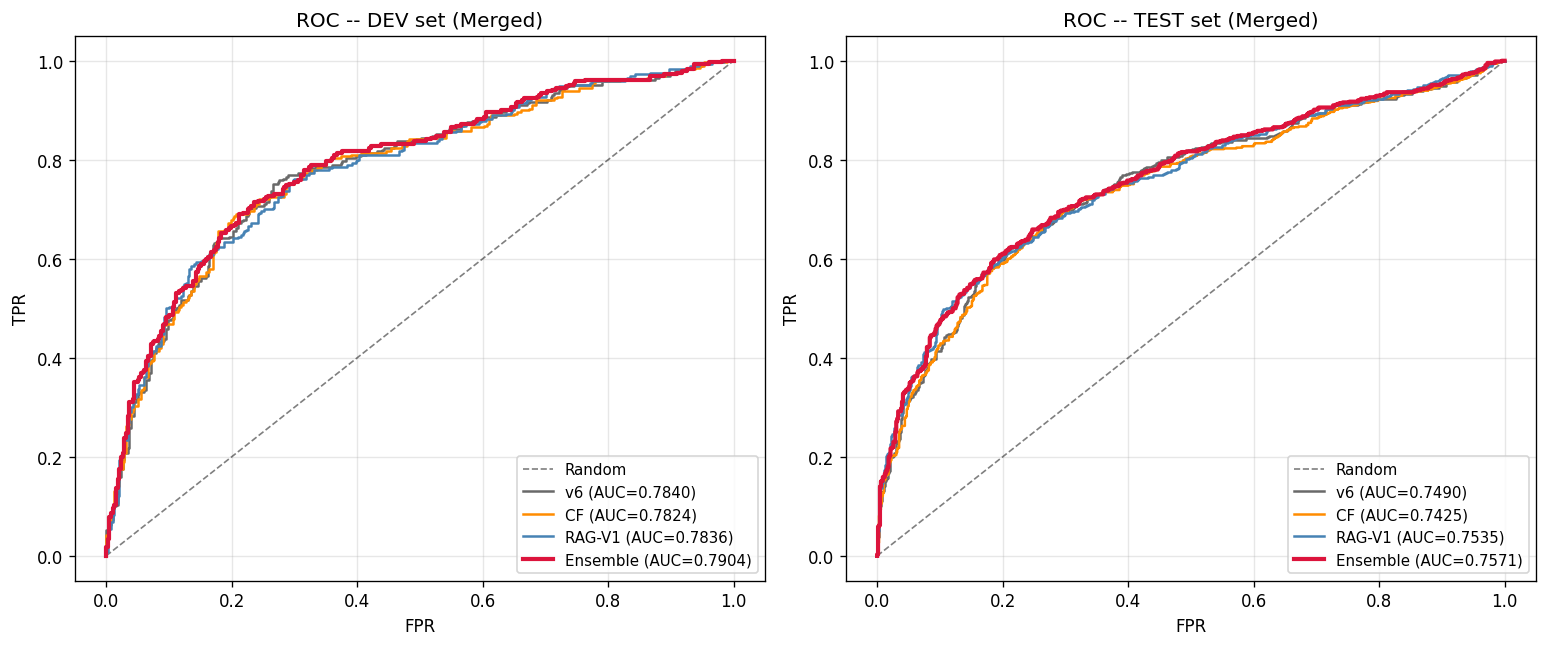 ROC -- DEV set (Merged)
1.0
0.8
0.6
0.4
0.2
0.0
TPR
0.0 0.2 0.4 0.6 0.8 1.0
FPR
Random
v6 (AUC=0.7840)
CF (AUC=0.7824)
RAG-V1 (AUC=0.7836)
Ensemble (AUC=0.7904)
ROC -- TEST set (Merged)
1.0
0.8
0.6
0.4
0.2
0.0
TPR
0.0 0.2 0.4 0.6 0.8 1.0
FPR
Random
v6 (AUC=0.7490)
CF (AUC=0.7425)
RAG-V1 (AUC=0.7535)
Ensemble (AUC=0.7571)